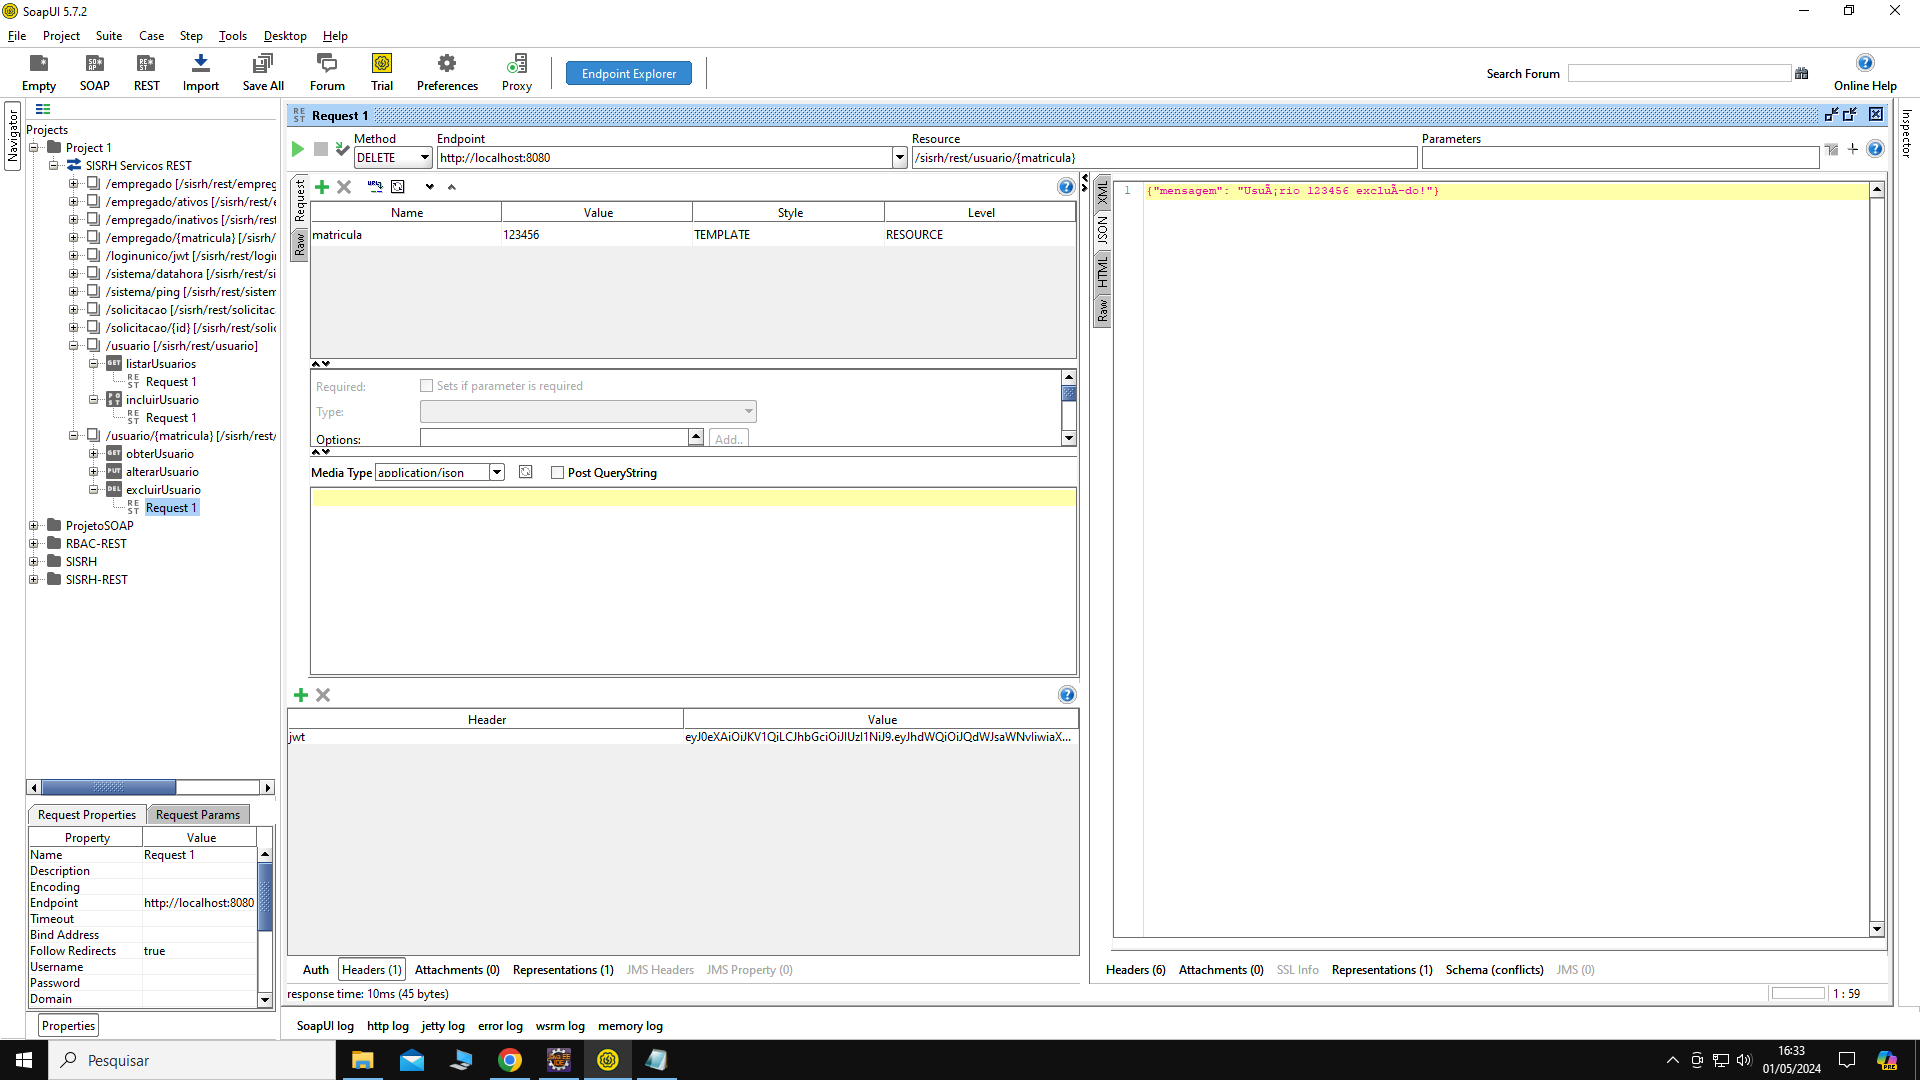 SoapUI 5.7.2
File Project Suite Case Step Tools Desktop Help
Empty SOAP REST Import Save All Forum Trial Preferences Proxy Endpoint Explorer Search Forum Online Help
Navigator
Projects
Project 1
SISRH Servicos REST
/empregado [/sisrh/rest/empreg
/empregado/ativos [/sisrh/rest/e
/empregado/inativos [/sisrh/rest
/empregado/{matricula} [/sisrh/
/loginunico/jwt [/sisrh/rest/logi
/sistema/datahora [/sisrh/rest/si
/sistema/ping [/sisrh/rest/sistem
/solicitacao [/sisrh/rest/solicitac
/solicitacao/{id} [/sisrh/rest/solic
/usuario [/sisrh/rest/usuario]
GET listarUsuarios
REST Request 1
POST incluirUsuario
REST Request 1
/usuario/{matricula} [/sisrh/rest/
GET obterUsuario
PUT alterarUsuario
DEL excluirUsuario
REST Request 1
ProjetoSOAP
RBAC-REST
SISRH
SISRH-REST
Request Properties Request Params
Property Value
Name Request 1
Description
Encoding
Endpoint http://localhost:8080
Timeout
Bind Address
Follow Redirects true
Username
Password
Domain
Properties
REST Request 1
Method Endpoint Resource Parameters
DELETE http://localhost:8080 /sisrh/rest/usuario/{matricula}
Request
Raw
Name Value Style Level
matricula 123456 TEMPLATE RESOURCE
Required: Sets if parameter is required
Type:
Options: Add..
Media Type application/json Post QueryString
Header Value
jwt eyJ0eXAiOiJKV1QiLCJhbGciOiJIUzI1NiJ9.eyJhdWQiOiJQdWJsaWNvIiwiaX...
Auth Headers (1) Attachments (0) Representations (1) JMS Headers JMS Property (0)
response time: 10ms (45 bytes)
XML
JSON
HTML
Raw
1 {"mensagem": "UsuÃ¡rio 123456 excluÃ-do!"}
Headers (6) Attachments (0) SSL Info Representations (1) Schema (conflicts) JMS (0)
1 : 59
Inspector
SoapUI log http log jetty log error log wsrm log memory log
Pesquisar
16:33
01/05/2024